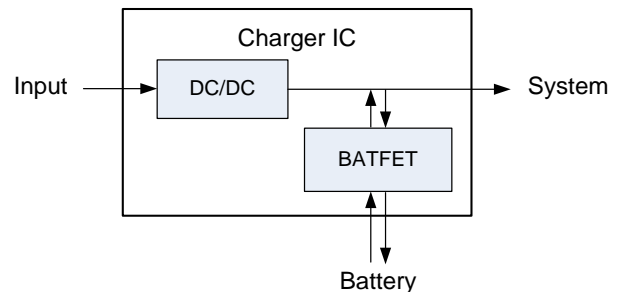 Charger IC
Input
DC/DC
System
BATFET
Battery